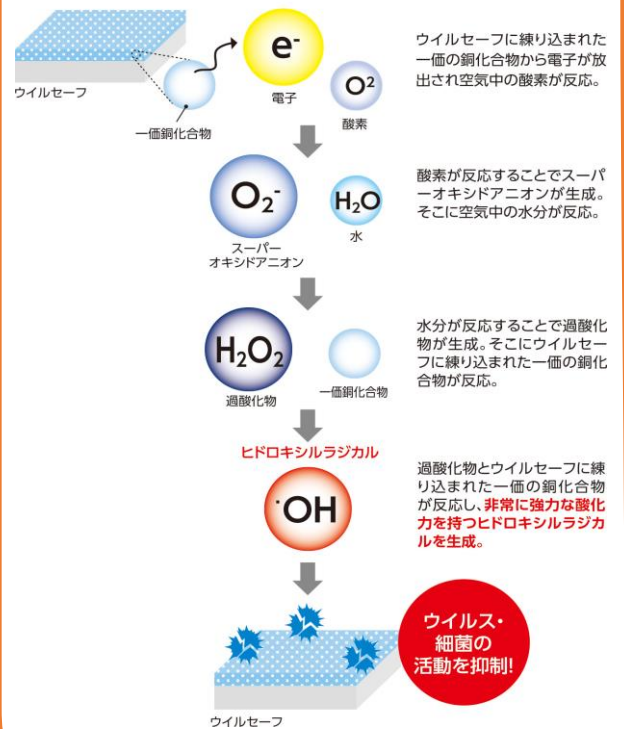 e-
ウイルセーフ
一価銅化合物
電子
O2
酸素
ウイルセーフに練り込まれた
一価の銅化合物から電子が放
出され空気中の酸素が反応。
O2-
スーパー
オキシドアニオン
H2O
水
酸素が反応することでスーパ
ーオキシドアニオンが生成。
そこに空気中の水分が反応。
H2O2
過酸化物
一価銅化合物
水分が反応することで過酸化
物が生成。そこにウイルセー
フに練り込まれた一価の銅化
合物が反応。
ヒドロキシルラジカル
·OH
過酸化物とウイルセーフに練
り込まれた一価の銅化合物
が反応し、非常に強力な酸化
力を持つヒドロキシルラジカ
ルを生成。
ウイルス・
細菌の
活動を抑制!
ウイルセーフ